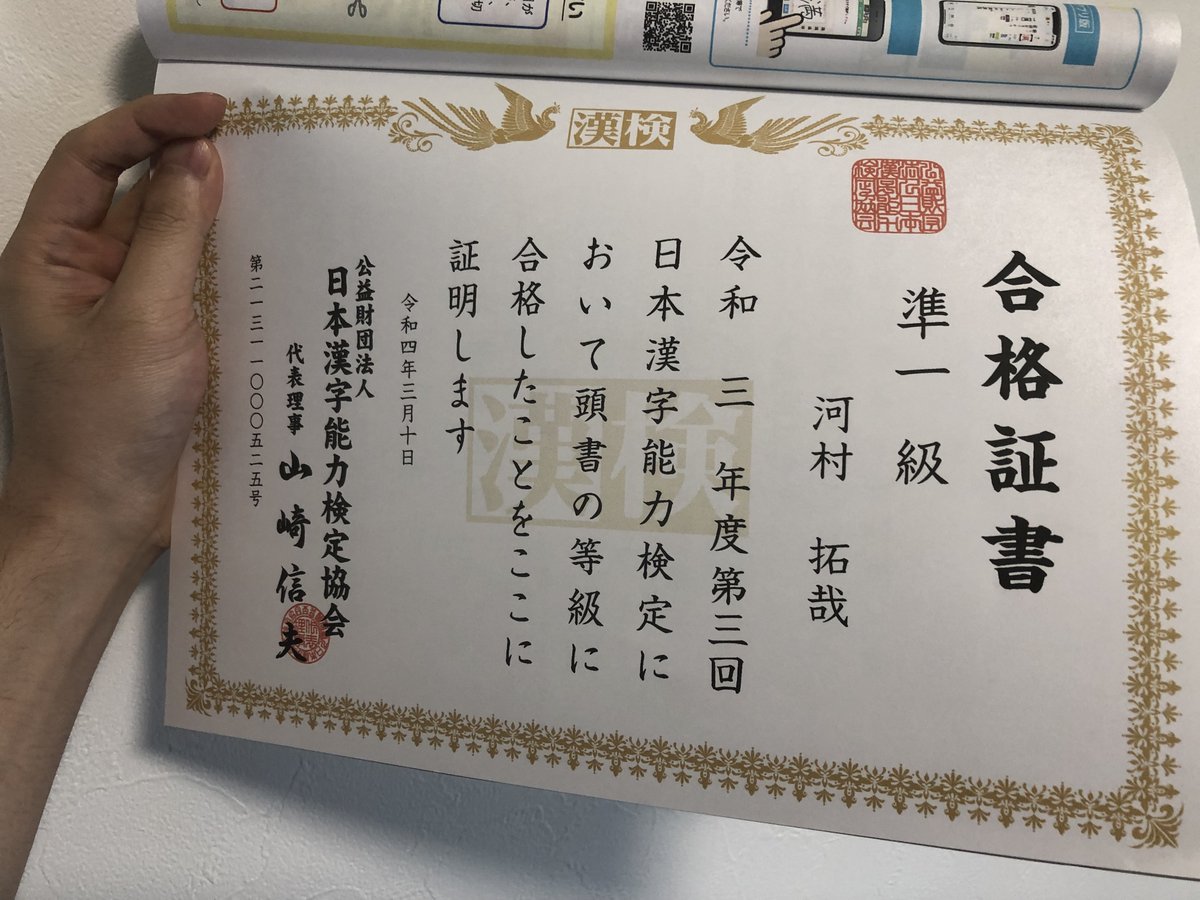 漢検
合格証書
準一級
河村 拓哉
令和 三 年度第三回
日本漢字能力検定に
おいて頭書の等級に
合格したことをここに
証明します
令和四年三月十日
公益財団法人
日本漢字能力検定協会
代表理事 山崎信夫
第二一三一一〇〇〇五二五号
漢検